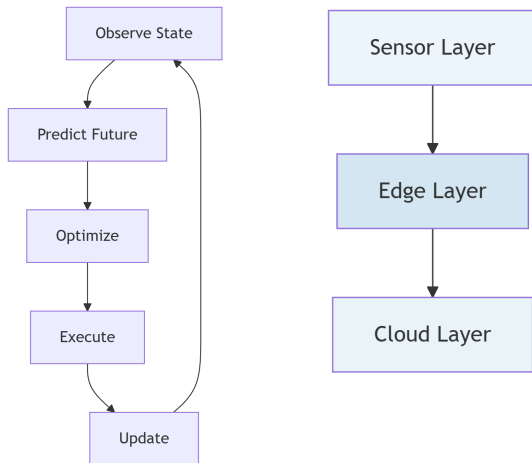 Observe State
Predict Future
Optimize
Execute
Update
Sensor Layer
Edge Layer
Cloud Layer